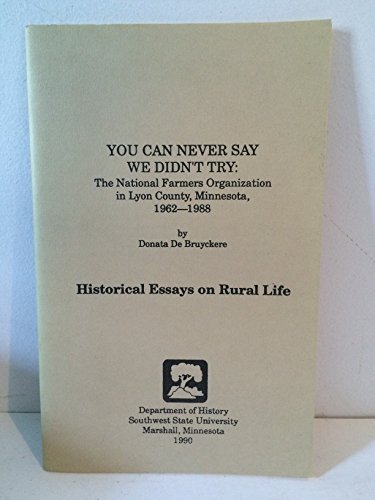 YOU CAN NEVER SAY
WE DIDN'T TRY:
The National Farmers Organization
in Lyon County, Minnesota,
1962—1988
by
Donata De Bruyckere
Historical Essays on Rural Life
Department of History
Southwest State University
Marshall, Minnesota
1990